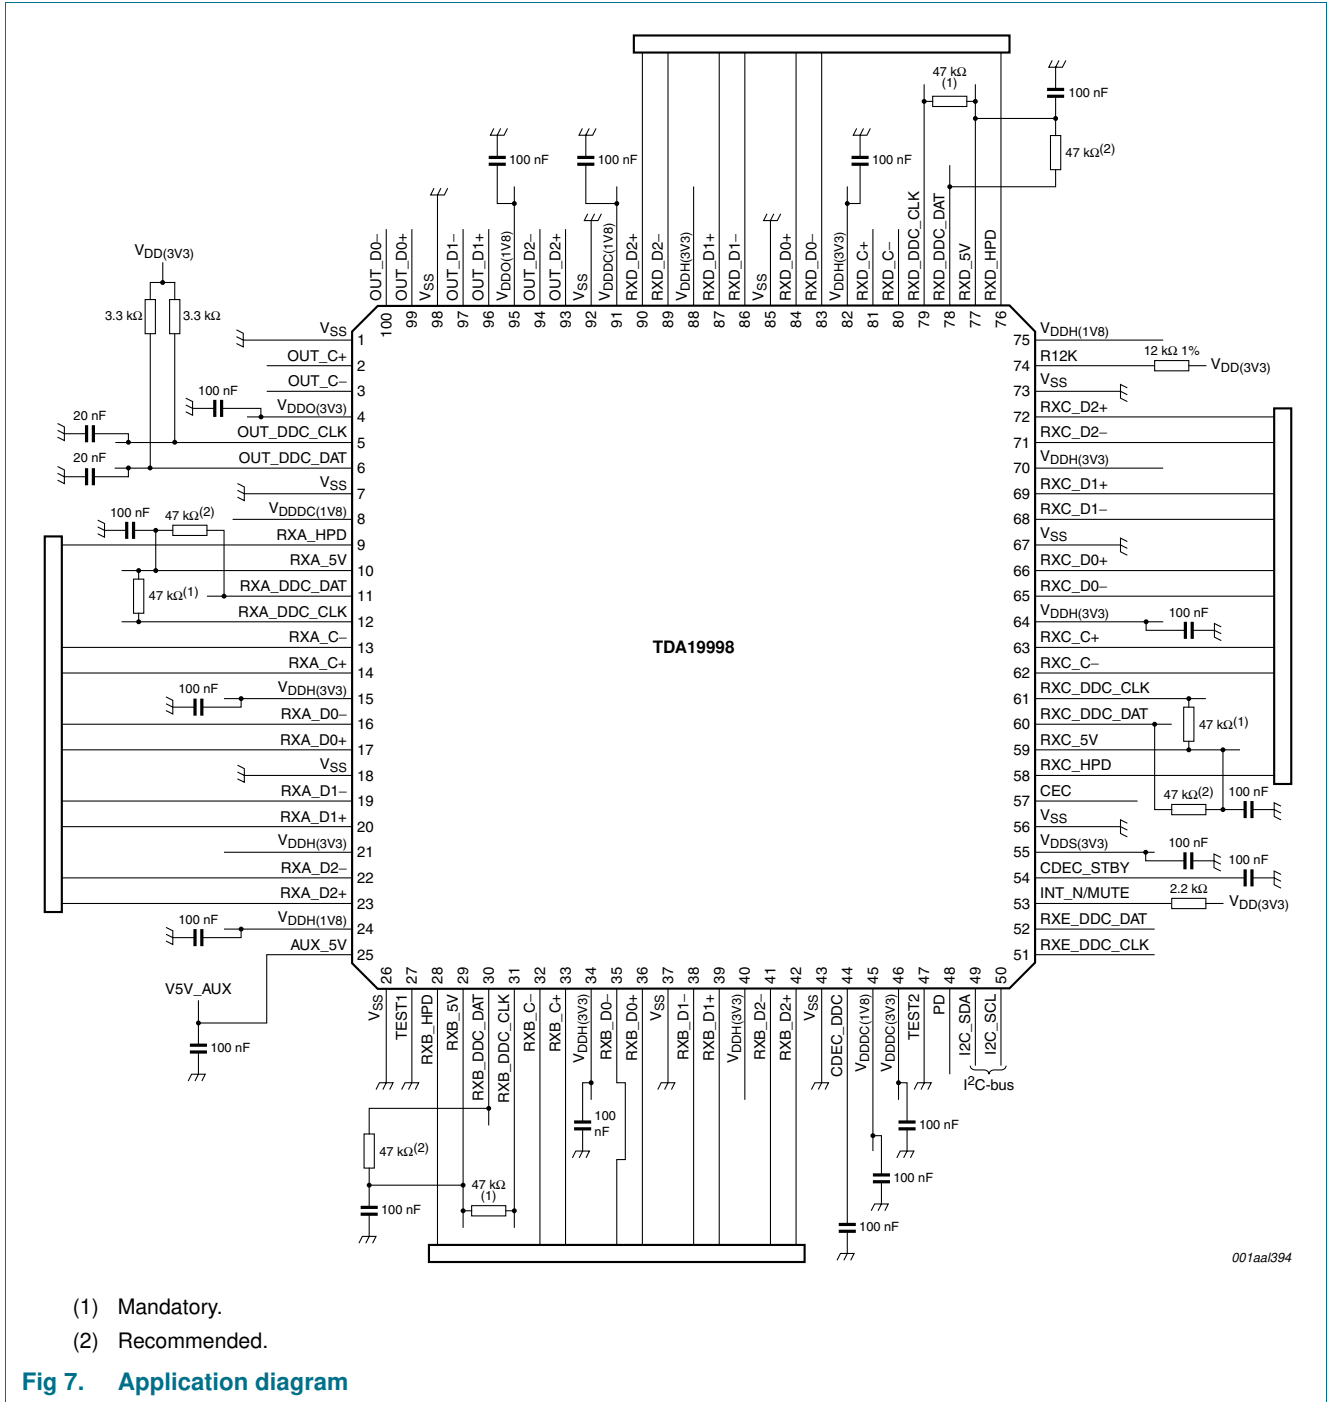 47 kΩ
(1)
100 nF
47 kΩ(2)
100 nF
100 nF
100 nF
OUT_D0−
OUT_D0+
VSS
OUT_D1−
OUT_D1+
VDDO(1V8)
OUT_D2−
OUT_D2+
VSS
VDDDC(1V8)
RXD_D2+
RXD_D2−
VDDH(3V3)
RXD_D1+
RXD_D1−
VSS
RXD_D0+
RXD_D0−
VDDH(3V3)
RXD_C+
RXD_C−
RXD_DDC_CLK
RXD_DDC_DAT
RXD_5V
RXD_HPD
100
99
98
97
96
95
94
93
92
91
90
89
88
87
86
85
84
83
82
81
80
79
78
77
76
VDD(3V3)
3.3 kΩ
3.3 kΩ
VSS
1
OUT_C+
2
OUT_C−
3
100 nF
VDDO(3V3)
4
20 nF
OUT_DDC_CLK
5
20 nF
OUT_DDC_DAT
6
VSS
7
VDDDC(1V8)
8
100 nF
47 kΩ(2)
RXA_HPD
9
RXA_5V
10
47 kΩ(1)
RXA_DDC_DAT
11
RXA_DDC_CLK
12
RXA_C−
13
RXA_C+
14
100 nF
VDDH(3V3)
15
RXA_D0−
16
RXA_D0+
17
VSS
18
RXA_D1−
19
RXA_D1+
20
VDDH(3V3)
21
RXA_D2−
22
RXA_D2+
23
100 nF
VDDH(1V8)
24
AUX_5V
25
V5V_AUX
100 nF
TDA19998
75
VDDH(1V8)
74
R12K
12 kΩ 1%
VDD(3V3)
73
VSS
72
RXC_D2+
71
RXC_D2−
70
VDDH(3V3)
69
RXC_D1+
68
RXC_D1−
67
VSS
66
RXC_D0+
65
RXC_D0−
64
VDDH(3V3)
100 nF
63
RXC_C+
62
RXC_C−
61
RXC_DDC_CLK
60
RXC_DDC_DAT
47 kΩ(1)
59
RXC_5V
58
RXC_HPD
57
CEC
47 kΩ(2)
100 nF
56
VSS
55
VDDS(3V3)
100 nF
54
CDEC_STBY
100 nF
53
INT_N/MUTE
2.2 kΩ
VDD(3V3)
52
RXE_DDC_DAT
51
RXE_DDC_CLK
26
27
28
29
30
31
32
33
34
35
36
37
38
39
40
41
42
43
44
45
46
47
48
49
50
VSS
TEST1
RXB_HPD
RXB_5V
RXB_DDC_DAT
RXB_DDC_CLK
RXB_C−
RXB_C+
VDDH(3V3)
RXB_D0−
RXB_D0+
VSS
RXB_D1−
RXB_D1+
VDDH(3V3)
RXB_D2−
RXB_D2+
VSS
CDEC_DDC
VDDDC(1V8)
VDDDC(3V3)
TEST2
PD
I2C_SDA
I2C_SCL
I2C-bus
100
nF
100 nF
47 kΩ(2)
100 nF
47 kΩ
(1)
100 nF
100 nF
001aal394
(1) Mandatory.
(2) Recommended.
Fig 7. Application diagram